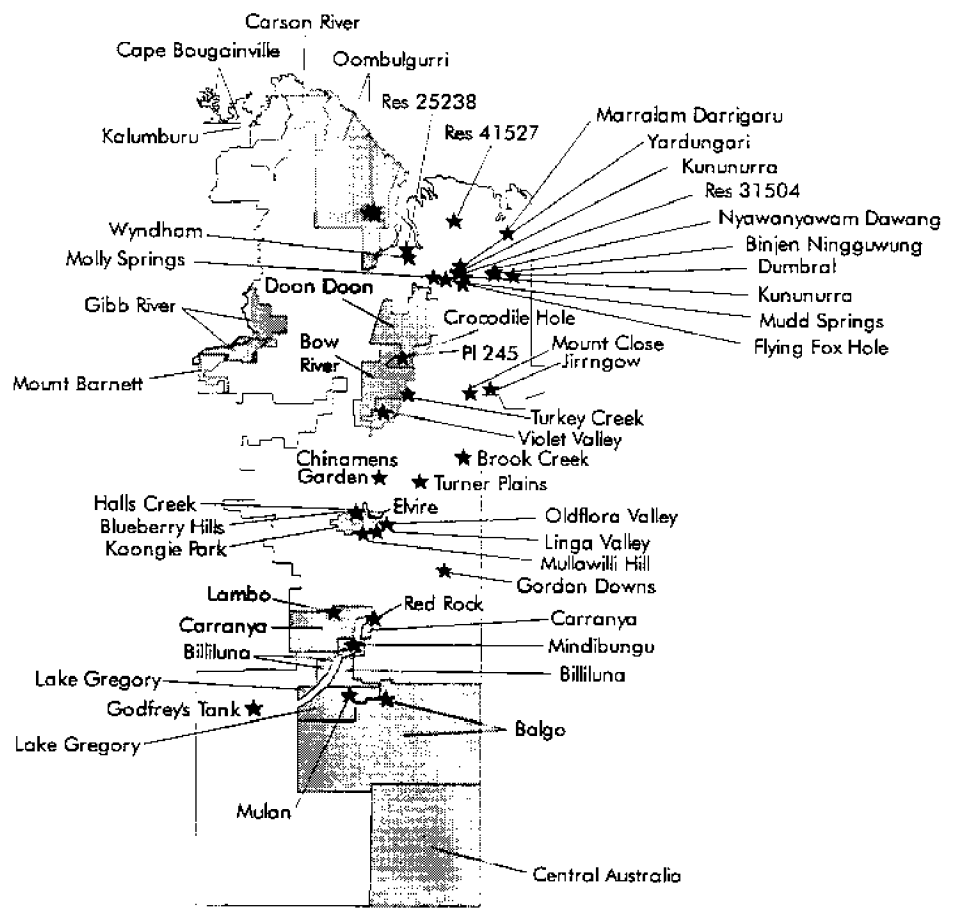 Carson River
Cape Bougainville
Oombulgurri
Res 25238
Kalumburu
Res 41527
Marralam Darrigaru
Yardungari
Kununurra
Res 31504
Nyawanyawam Dawang
Wyndham
Binjen Ningguwung
Molly Springs
Dumbral
Doon Doon
Kununurra
Gibb River
Crocodile Hole
Mudd Springs
Bow
River
Pl 245
Mount Close
Flying Fox Hole
Jirrngow
Mount Barnett
Turkey Creek
Violet Valley
Chinamens
Garden
Brook Creek
Turner Plains
Halls Creek
Elvire
Blueberry Hills
Oldflora Valley
Koongie Park
Linga Valley
Mullawilli Hill
Gordon Downs
Lambo
Red Rock
Carranya
Carranya
Billiluna
Mindibungu
Lake Gregory
Billiluna
Godfrey's Tank
Lake Gregory
Balgo
Mulan
Central Australia